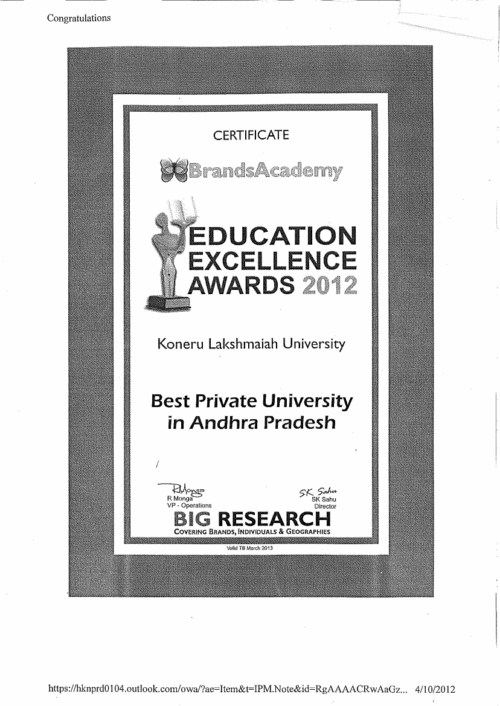 Congratulations
CERTIFICATE
BrandsAcademy
EDUCATION
EXCELLENCE
AWARDS 2012
Koneru Lakshmaiah University
Best Private University
in Andhra Pradesh
RMonga SK Sahu
R Monga SK Sahu
VP - Operations Director
BIG RESEARCH
COVERING BRANDS, INDIVIDUALS & GEOGRAPHIES
Valid Till March 2013
https://hknprd0104.outlook.com/owa/?ae=Item&t=IPM.Note&id=RgAAAACRwAaGz... 4/10/2012